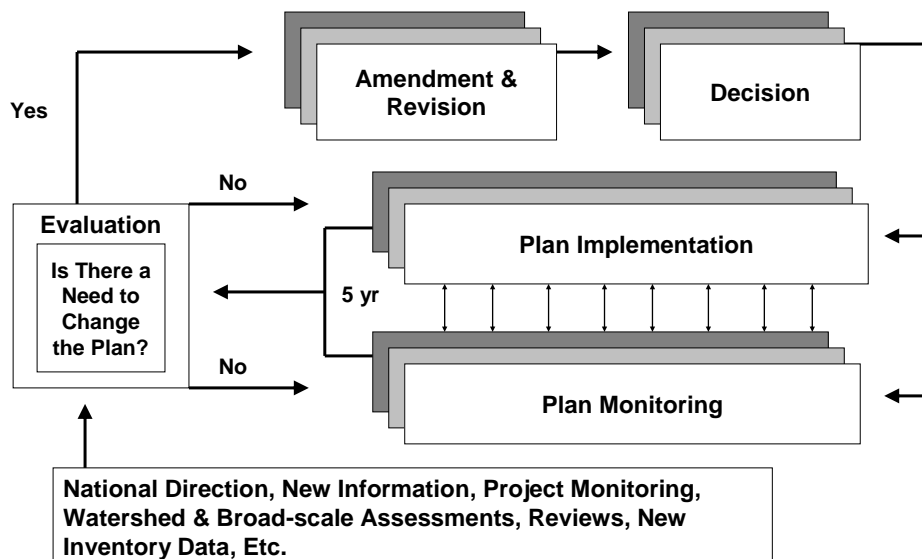 Amendment &
Revision
Decision
Yes
No
Evaluation
Is There a
Need to
Change
the Plan?
Plan Implementation
5 yr
No
Plan Monitoring
National Direction, New Information, Project Monitoring,
Watershed & Broad-scale Assessments, Reviews, New
Inventory Data, Etc.